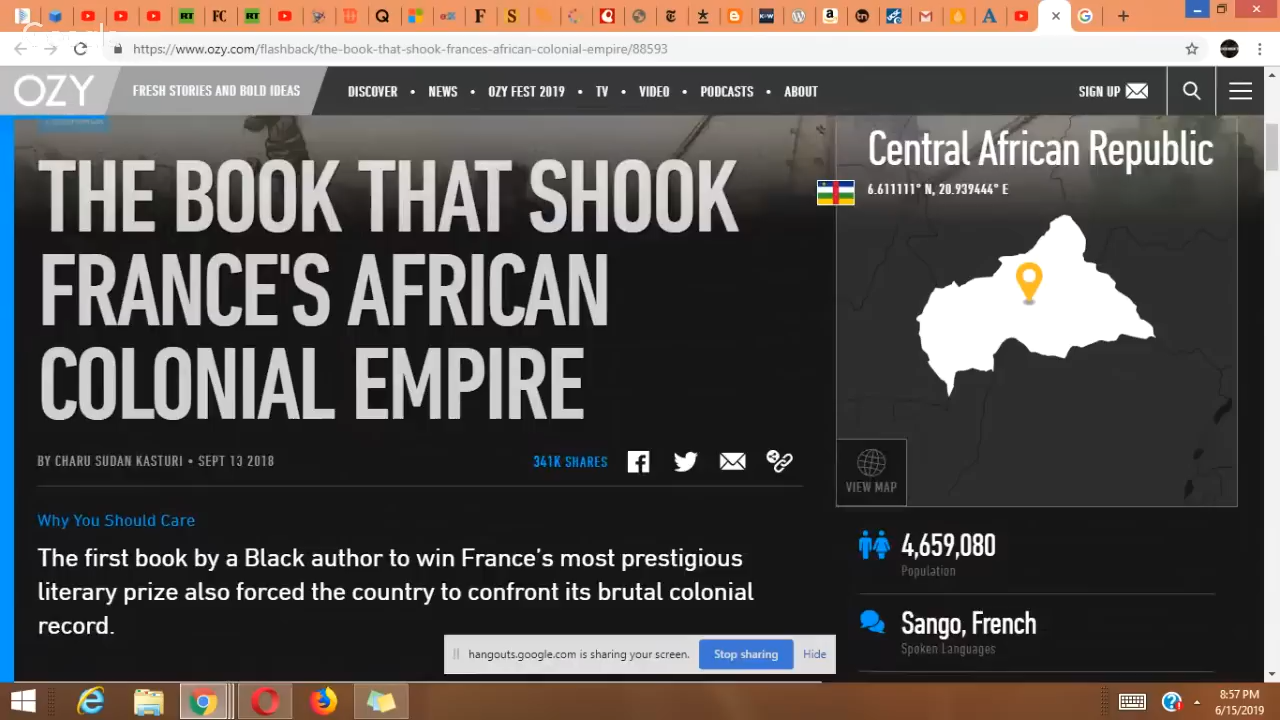 https://www.ozy.com/flashback/the-book-that-shook-frances-african-colonial-empire/88593
OZY
FRESH STORIES AND BOLD IDEAS
DISCOVER • NEWS • OZY FEST 2019 • TV • VIDEO • PODCASTS • ABOUT
SIGN UP
THE BOOK THAT SHOOK
FRANCE'S AFRICAN
COLONIAL EMPIRE
BY CHARU SUDAN KASTURI • SEPT 13 2018
341K SHARES
Why You Should Care
The first book by a Black author to win France's most prestigious
literary prize also forced the country to confront its brutal colonial
record.
Central African Republic
6.611111° N, 20.939444° E
VIEW MAP
4,659,080
Population
Sango, French
Spoken Languages
hangouts.google.com is sharing your screen.
Stop sharing
Hide
8:57 PM
6/15/2019